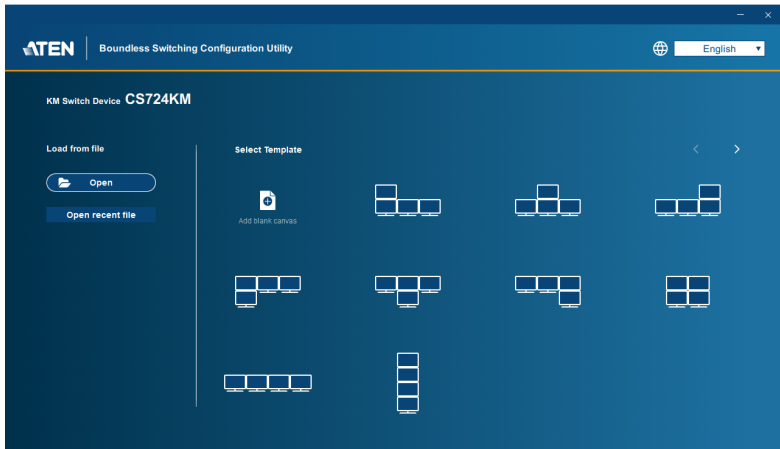 ATEN
Boundless Switching Configuration Utility
English
KM Switch Device CS724KM
Load from file
Select Template
Open
Open recent file
Add blank canvas